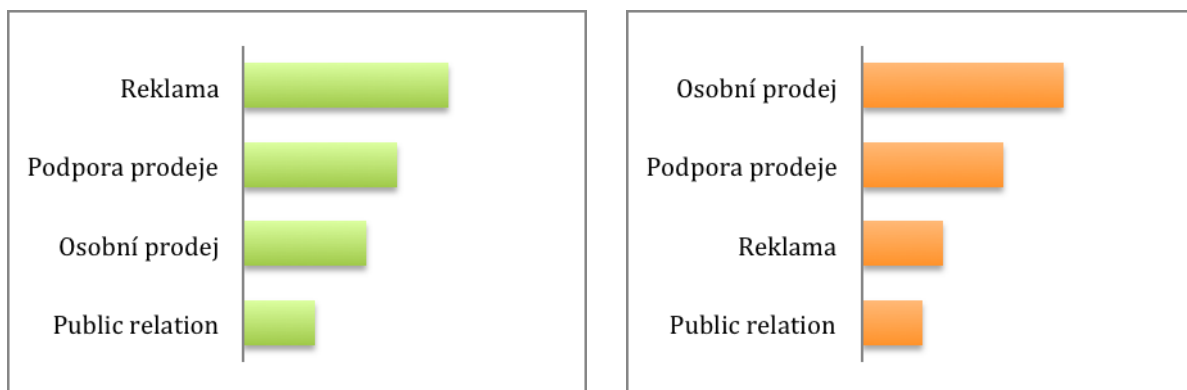 Reklama
Podpora prodeje
Osobní prodej
Public relation
Osobní prodej
Podpora prodeje
Reklama
Public relation